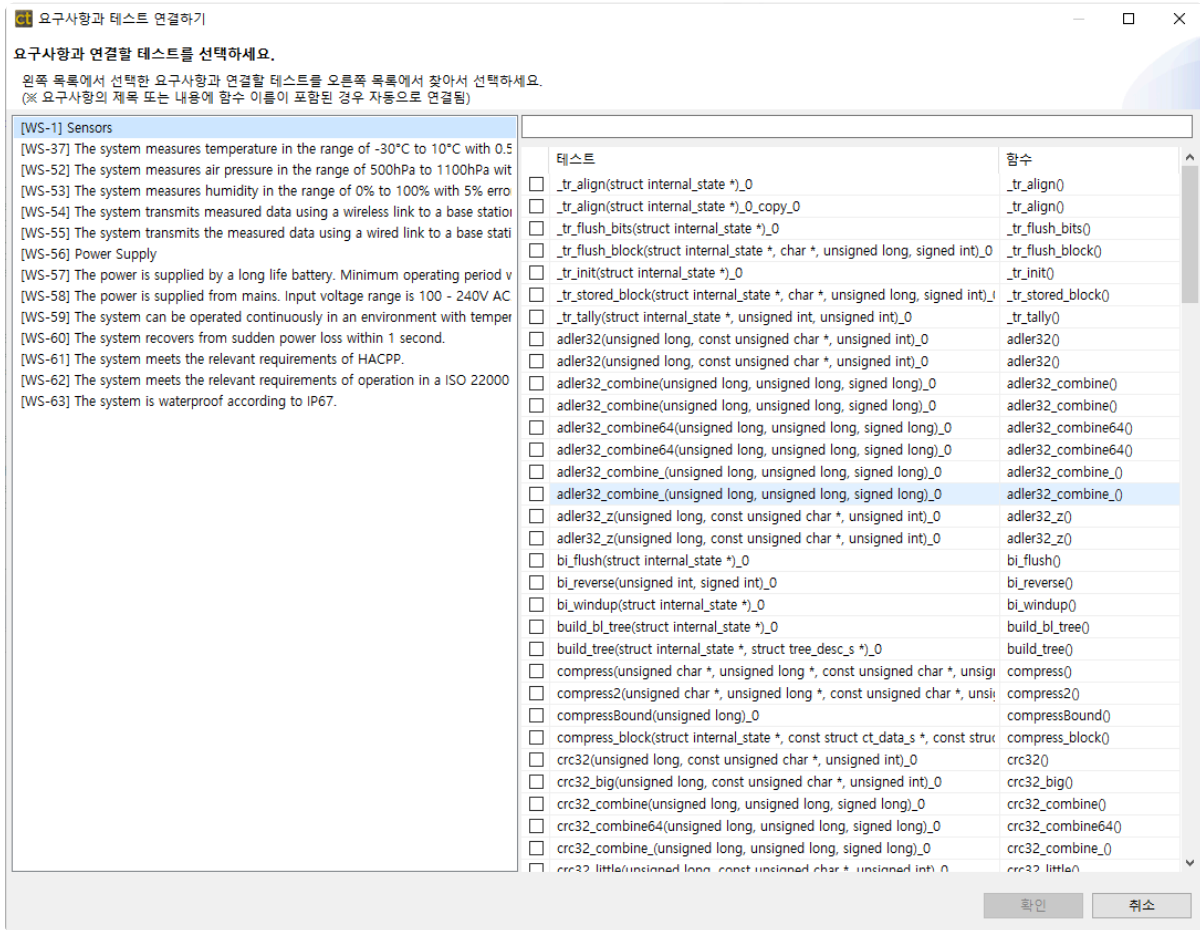 ct 요구사항과 테스트 연결하기
요구사항과 연결할 테스트를 선택하세요.
왼쪽 목록에서 선택한 요구사항과 연결할 테스트를 오른쪽 목록에서 찾아서 선택하세요.
(※ 요구사항의 제목 또는 내용에 함수 이름이 포함된 경우 자동으로 연결됨)
[WS-1] Sensors
[WS-37] The system measures temperature in the range of -30°C to 10°C with 0.5
[WS-52] The system measures air pressure in the range of 500hPa to 1100hPa wit
[WS-53] The system measures humidity in the range of 0% to 100% with 5% erro
[WS-54] The system transmits measured data using a wireless link to a base station
[WS-55] The system transmits the measured data using a wired link to a base stati
[WS-56] Power Supply
[WS-57] The power is supplied by a long life battery. Minimum operating period w
[WS-58] The power is supplied from mains. Input voltage range is 100 - 240V AC
[WS-59] The system can be operated continuously in an environment with temper
[WS-60] The system recovers from sudden power loss within 1 second.
[WS-61] The system meets the relevant requirements of HACPP.
[WS-62] The system meets the relevant requirements of operation in a ISO 22000
[WS-63] The system is waterproof according to IP67.
테스트 함수
_tr_align(struct internal_state *)_0 _tr_align()
_tr_align(struct internal_state *)_0_copy_0 _tr_align()
_tr_flush_bits(struct internal_state *)_0 _tr_flush_bits()
_tr_flush_block(struct internal_state *, char *, unsigned long, signed int)_0 _tr_flush_block()
_tr_init(struct internal_state *)_0 _tr_init()
_tr_stored_block(struct internal_state *, char *, unsigned long, signed int)_( _tr_stored_block()
_tr_tally(struct internal_state *, unsigned int, unsigned int)_0 _tr_tally()
adler32(unsigned long, const unsigned char *, unsigned int)_0 adler32()
adler32(unsigned long, const unsigned char *, unsigned int)_0 adler32()
adler32_combine(unsigned long, unsigned long, signed long)_0 adler32_combine()
adler32_combine(unsigned long, unsigned long, signed long)_0 adler32_combine()
adler32_combine64(unsigned long, unsigned long, signed long)_0 adler32_combine64()
adler32_combine64(unsigned long, unsigned long, signed long)_0 adler32_combine64()
adler32_combine_(unsigned long, unsigned long, signed long)_0 adler32_combine_()
adler32_combine_(unsigned long, unsigned long, signed long)_0 adler32_combine_()
adler32_z(unsigned long, const unsigned char *, unsigned int)_0 adler32_z()
adler32_z(unsigned long, const unsigned char *, unsigned int)_0 adler32_z()
bi_flush(struct internal_state *)_0 bi_flush()
bi_reverse(unsigned int, signed int)_0 bi_reverse()
bi_windup(struct internal_state *)_0 bi_windup()
build_bl_tree(struct internal_state *)_0 build_bl_tree()
build_tree(struct internal_state *, struct tree_desc_s *)_0 build_tree()
compress(unsigned char *, unsigned long *, const unsigned char *, unsig compress()
compress2(unsigned char *, unsigned long *, const unsigned char *, unsig compress2()
compressBound(unsigned long)_0 compressBound()
compress_block(struct internal_state *, const struct ct_data_s *, const struc compress_block()
crc32(unsigned long, const unsigned char *, unsigned int)_0 crc32()
crc32_big(unsigned long, const unsigned char *, unsigned int)_0 crc32_big()
crc32_combine(unsigned long, unsigned long, signed long)_0 crc32_combine()
crc32_combine64(unsigned long, unsigned long, signed long)_0 crc32_combine64()
crc32_combine_(unsigned long, unsigned long, signed long)_0 crc32_combine_()
crc32_little(unsigned long, const unsigned char *, unsigned int)_0 crc32_little()
확인 취소